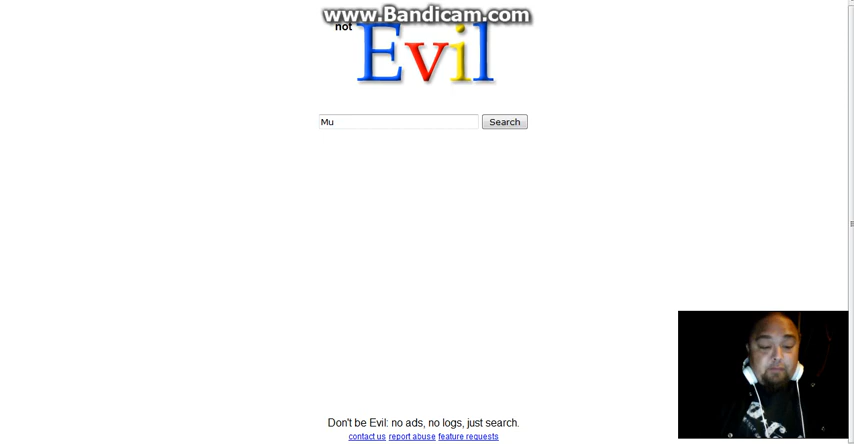 www.Bandicam.com
not
Evil
Mu
Search
Don't be Evil: no ads, no logs, just search.
contact us report abuse feature requests